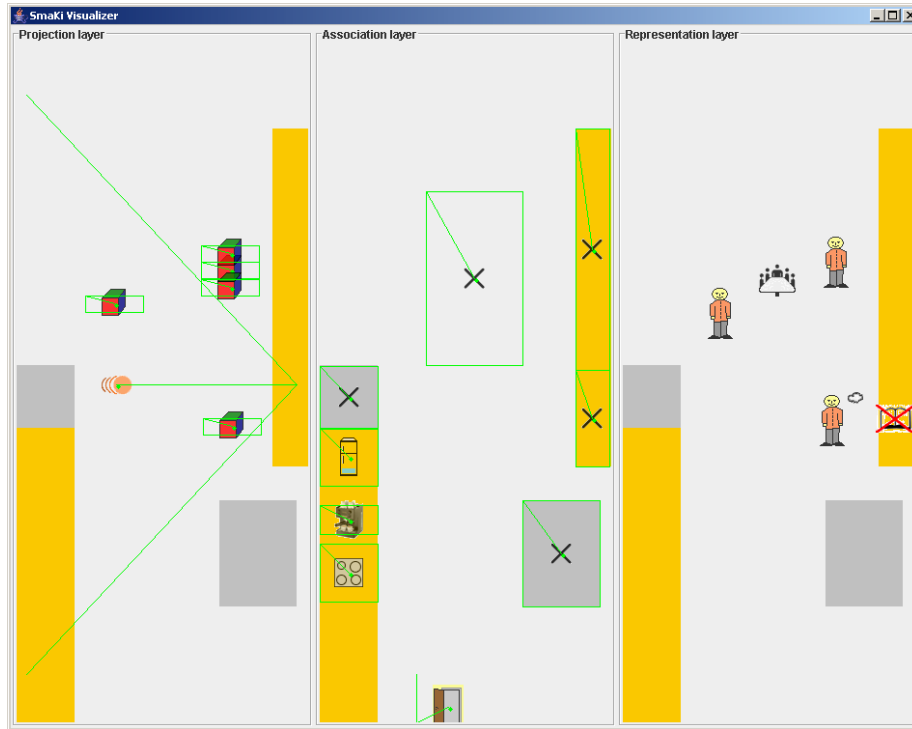 SmaKi Visualizer
Projection layer
Association layer
Representation layer